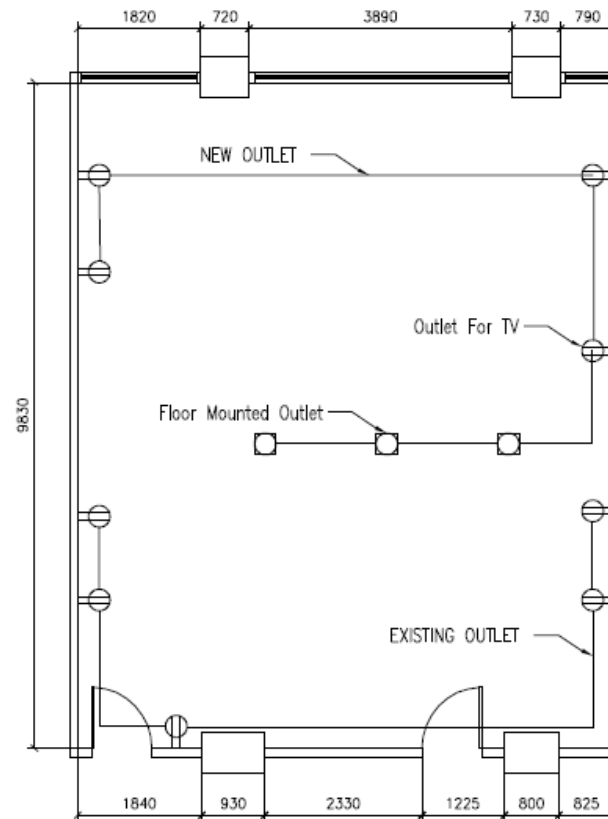 1820 720 3890 730 790
NEW OUTLET
Outlet For TV
Floor Mounted Outlet
9830
EXISTING OUTLET
1840 930 2330 1225 800 825